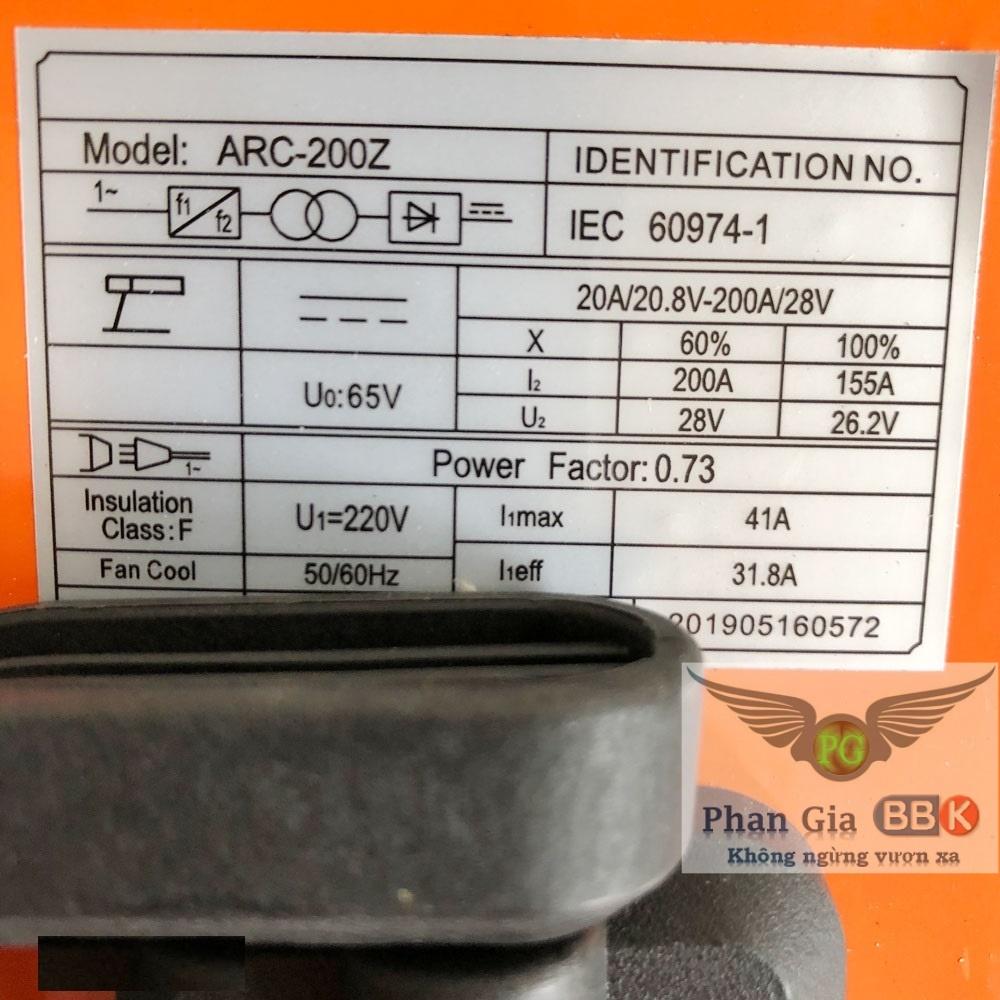 Model: ARC-200Z
IDENTIFICATION NO.
1~ f1 f2
IEC 60974-1
20A/20.8V-200A/28V
X 60% 100%
U0:65V
I2 200A 155A
U2 28V 26.2V
1~
Power Factor: 0.73
Insulation
Class: F
U1=220V
I1max 41A
Fan Cool
50/60Hz
I1eff 31.8A
201905160572
PG
Phan Gia BBK
Không ngừng vươn xa